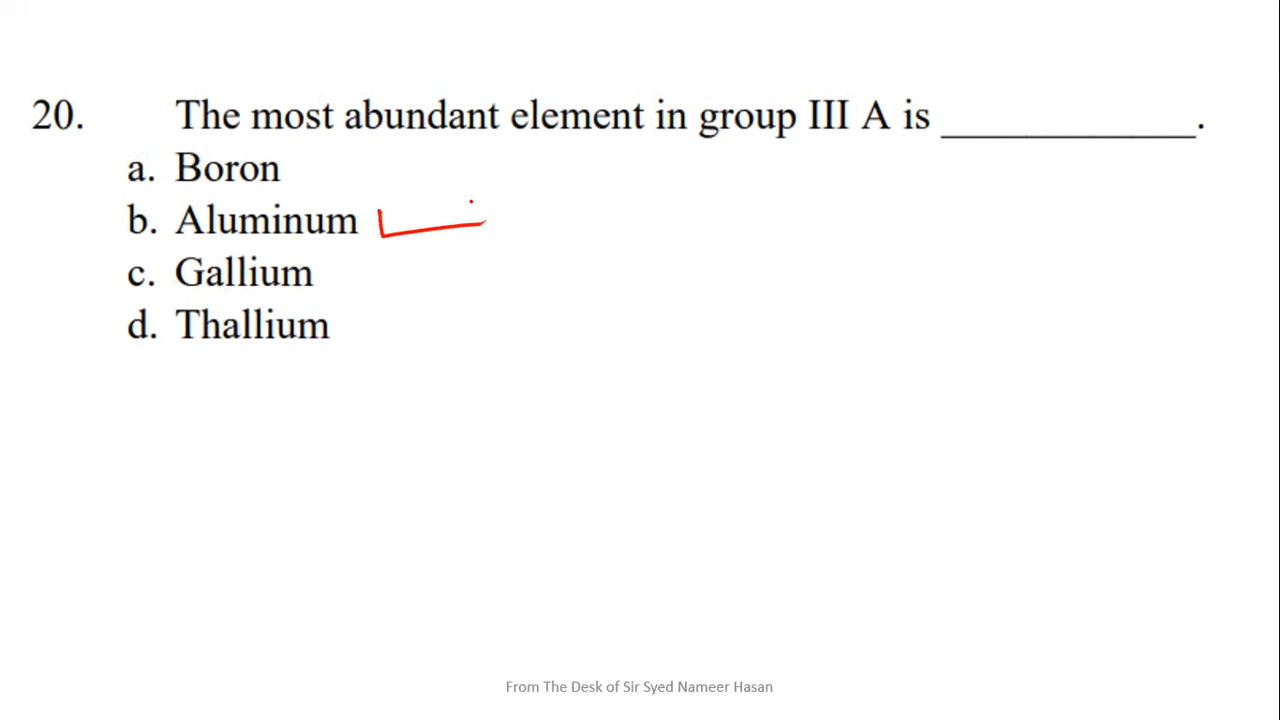 20. The most abundant element in group III A is ____________.
a. Boron
b. Aluminum
c. Gallium
d. Thallium
From The Desk of Sir Syed Nameer Hasan